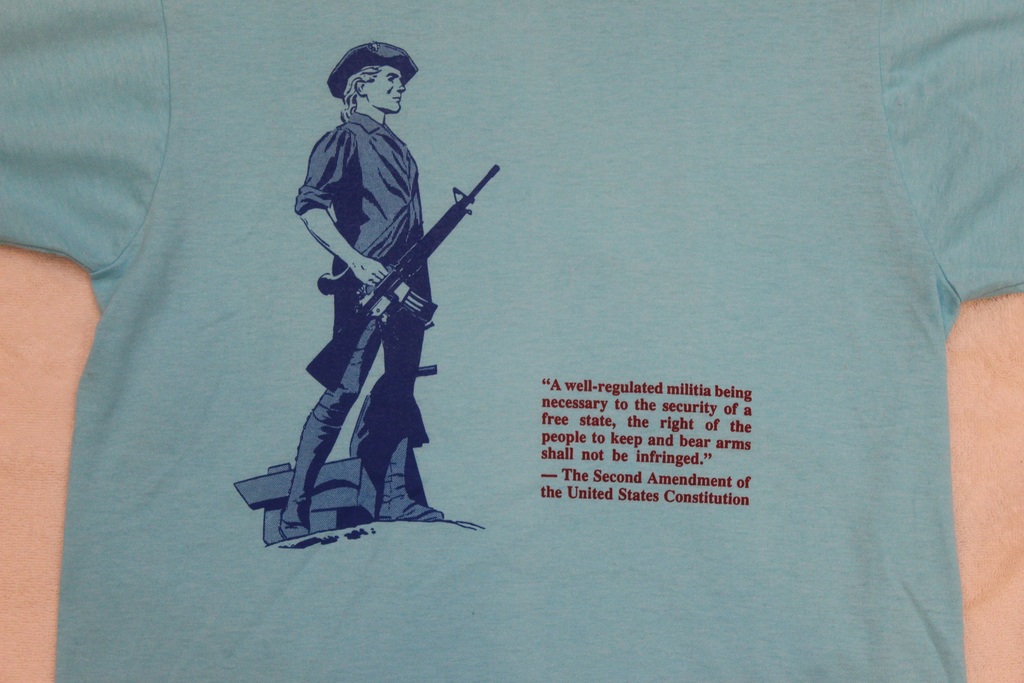 “A well-regulated militia being
necessary to the security of a
free state, the right of the
people to keep and bear arms
shall not be infringed.”
— The Second Amendment of
the United States Constitution